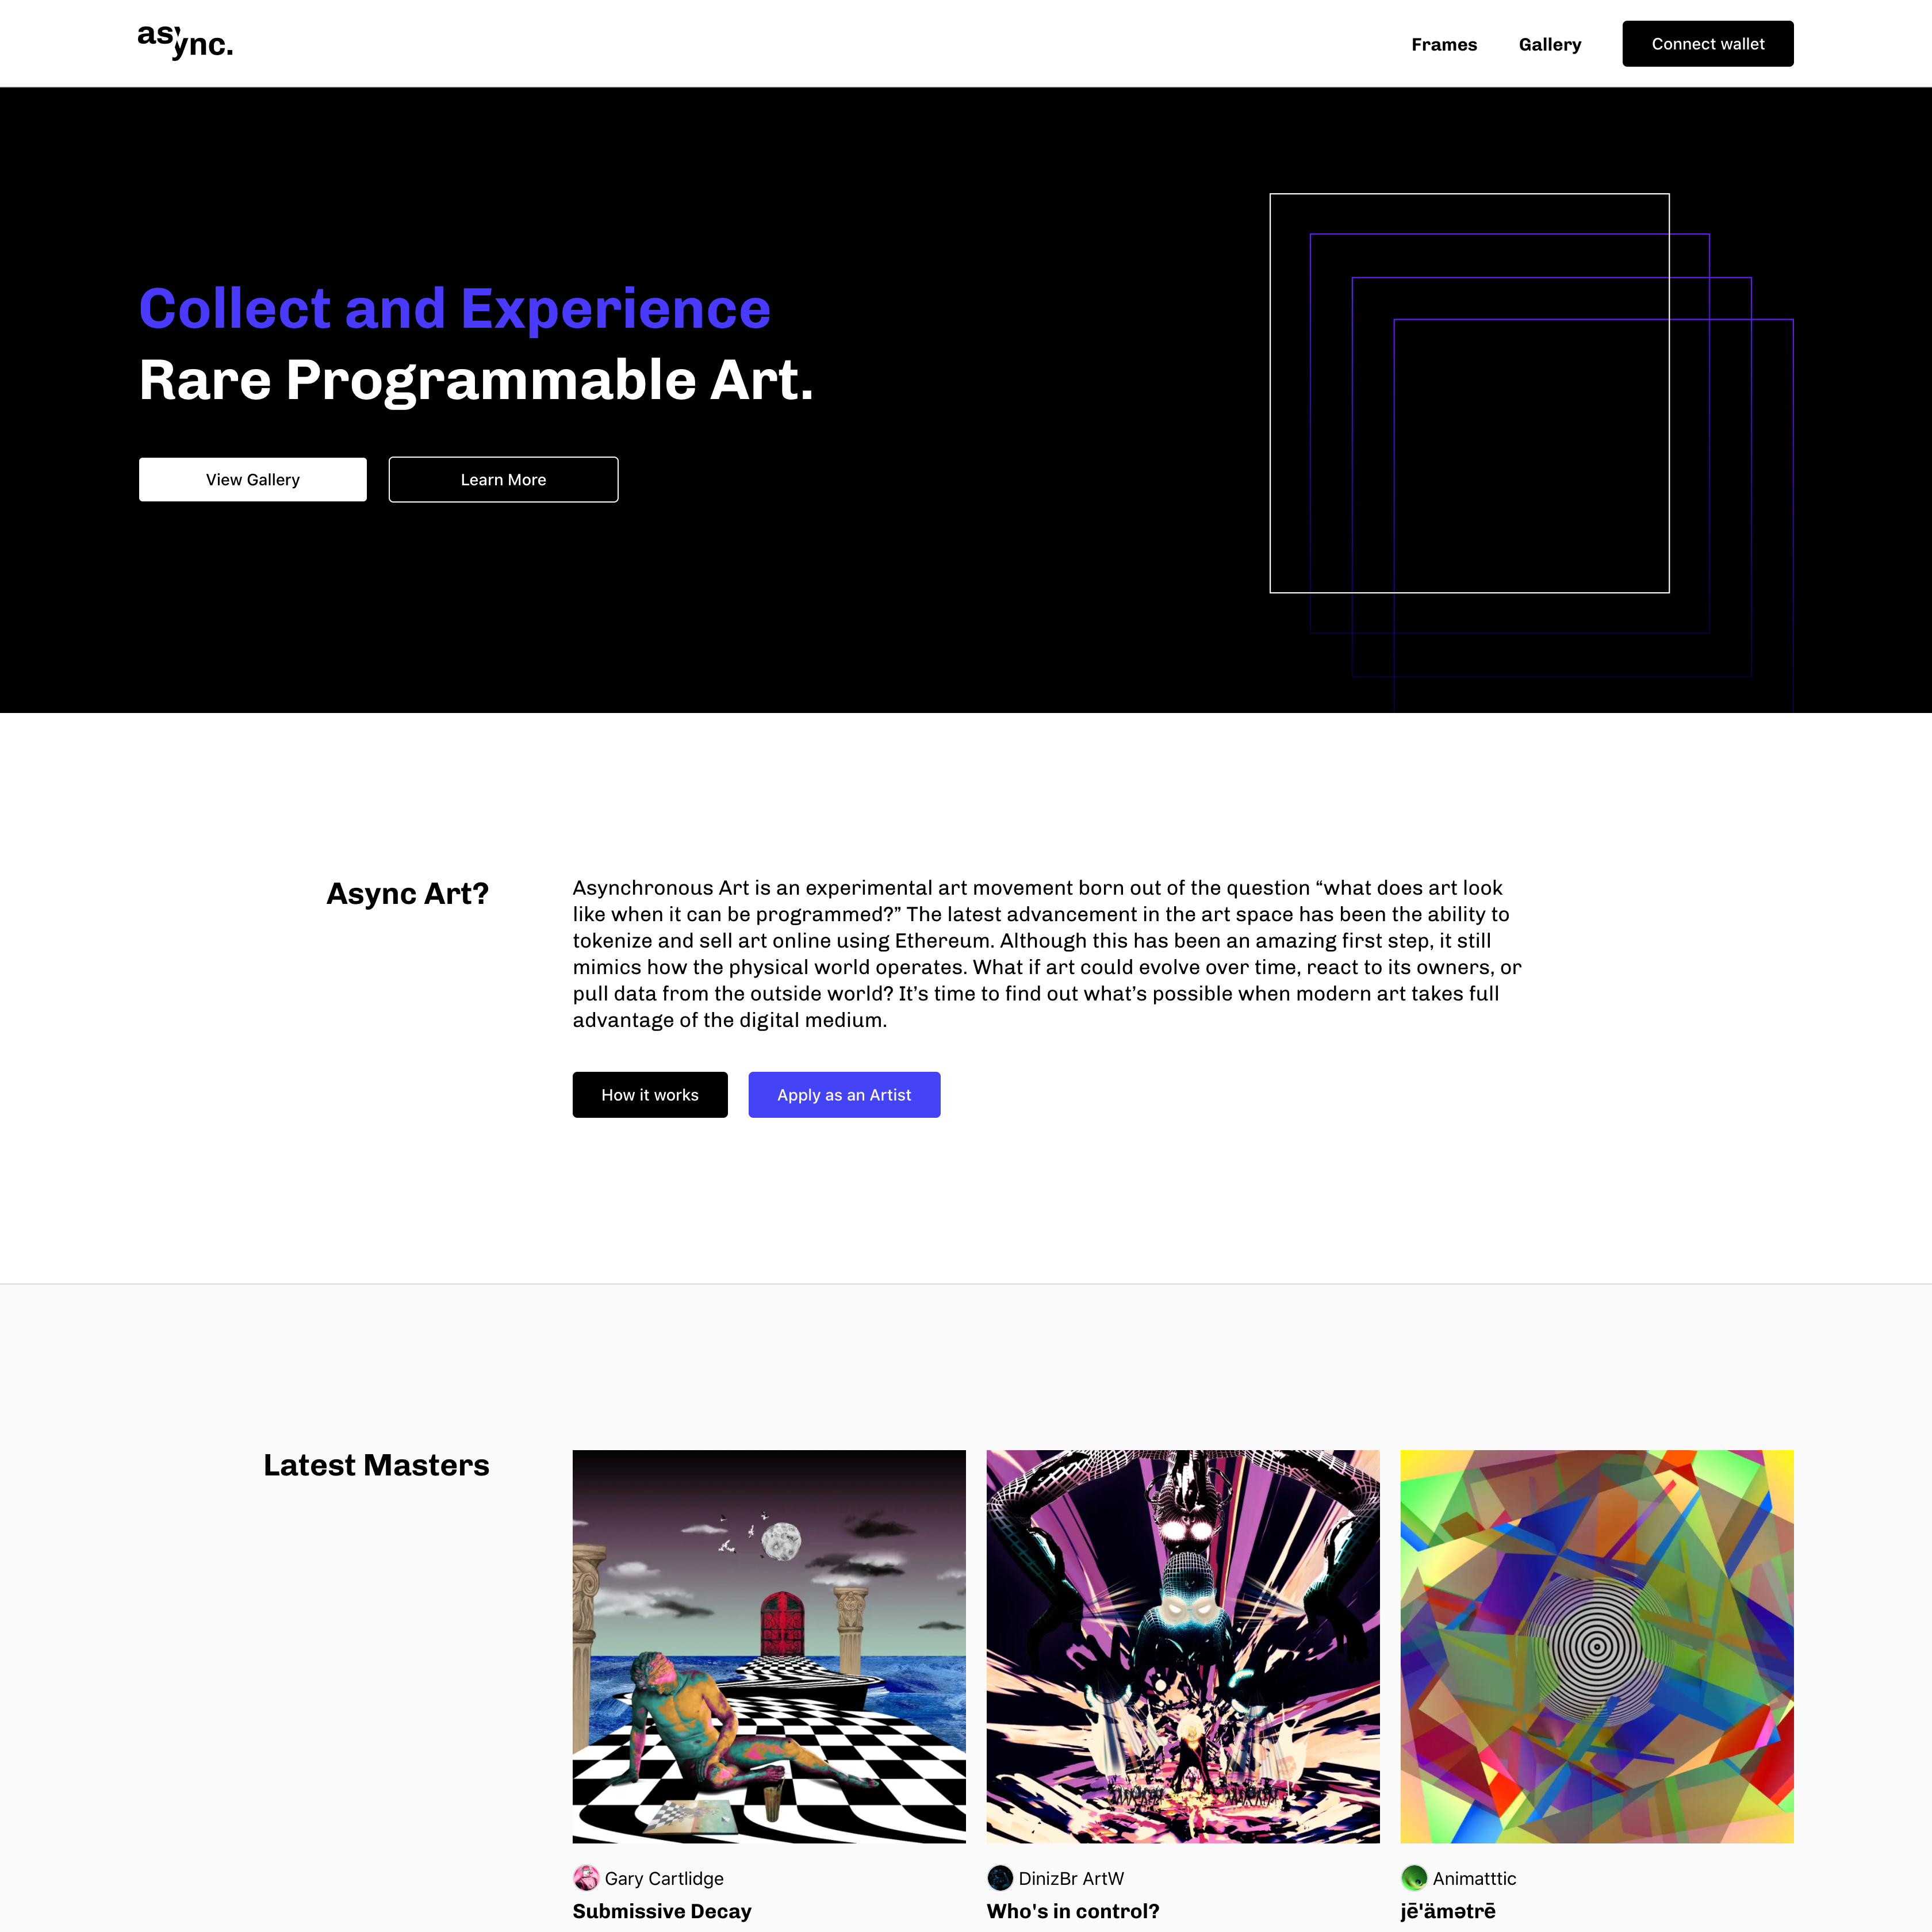 async.
Frames
Gallery
Connect wallet
Collect and Experience
Rare Programmable Art.
View Gallery
Learn More
Async Art?
Asynchronous Art is an experimental art movement born out of the question “what does art look
like when it can be programmed?” The latest advancement in the art space has been the ability to
tokenize and sell art online using Ethereum. Although this has been an amazing first step, it still
mimics how the physical world operates. What if art could evolve over time, react to its owners, or
pull data from the outside world? It’s time to find out what’s possible when modern art takes full
advantage of the digital medium.
How it works
Apply as an Artist
Latest Masters
Gary Cartlidge
Submissive Decay
DinizBr ArtW
Who's in control?
Animatttic
jē'ämətrē